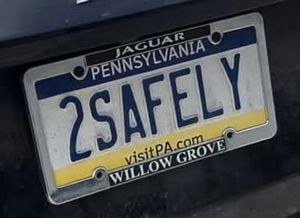 JAGUAR
PENNSYLVANIA
2SAFELY
visitPA.com
WILLOW GROVE